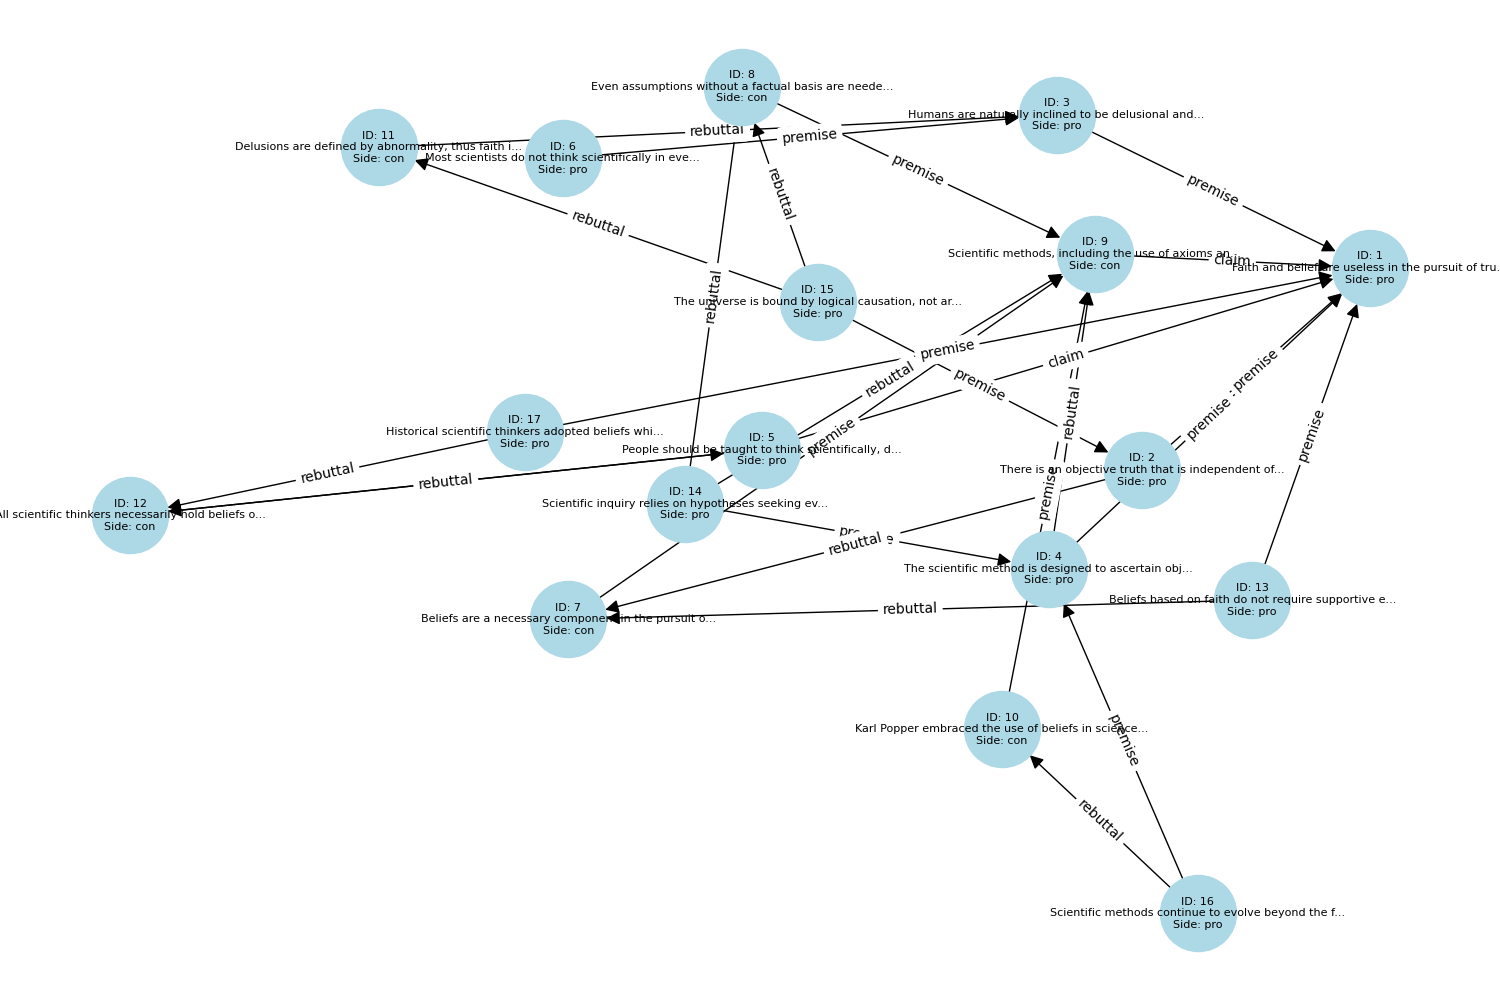 ID: 8
Even assumptions without a factual basis are neede...
Side: con
ID: 3
Humans are naturally inclined to be delusional and...
Side: pro
ID: 11
Delusions are defined by abnormality, thus faith i...
Side: con
ID: 6
Most scientists do not think scientifically in eve...
Side: pro
rebuttal
premise
premise
premise
rebuttal
rebuttal
ID: 9
Scientific methods, including the use of axioms an...
Side: con
claim
ID: 1
Faith and belief are useless in the pursuit of tru...
Side: pro
rebuttal
ID: 15
The universe is bound by logical causation, not ar...
Side: pro
premise
claim
rebuttal
premise
premise
premise
rebuttal
premise
premise
ID: 17
Historical scientific thinkers adopted beliefs whi...
Side: pro
ID: 5
People should be taught to think scientifically, d...
Side: pro
ID: 2
There is an objective truth that is independent of...
Side: pro
rebuttal
rebuttal
premise
ID: 14
Scientific inquiry relies on hypotheses seeking ev...
Side: pro
ID: 12
All scientific thinkers necessarily hold beliefs o...
Side: con
rebuttal
ID: 4
The scientific method is designed to ascertain obj...
Side: pro
ID: 13
Beliefs based on faith do not require supportive e...
Side: pro
rebuttal
ID: 7
Beliefs are a necessary component in the pursuit o...
Side: con
ID: 10
Karl Popper embraced the use of beliefs in science...
Side: con
premise
rebuttal
ID: 16
Scientific methods continue to evolve beyond the f...
Side: pro